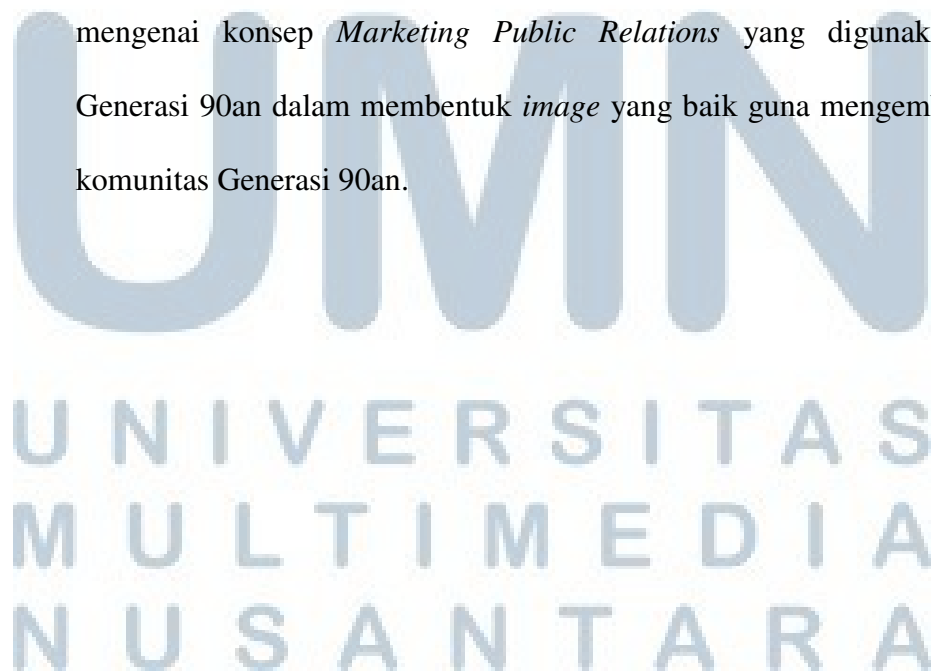 mengenai konsep Marketing Public Relations yang digunak
Generasi 90an dalam membentuk image yang baik guna mengem
komunitas Generasi 90an.
UMN
UNIVERSITAS
MULTIMEDIA
NUSANTARA